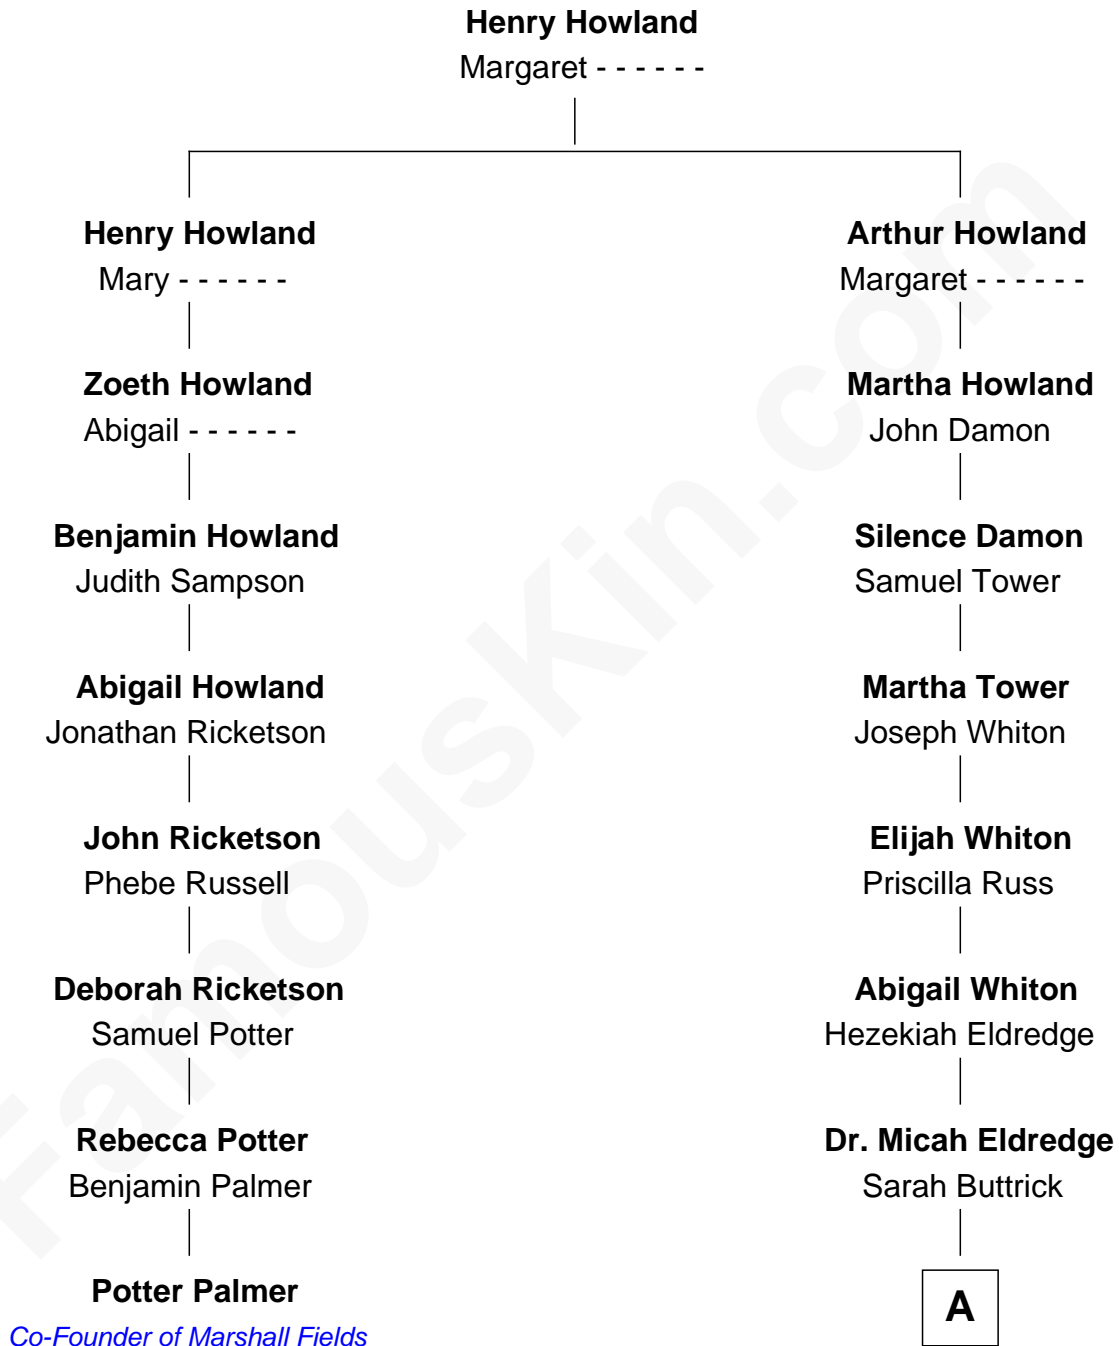 Henry Howland
Margaret - - - - - -
Henry Howland
Mary - - - - - -
Arthur Howland
Margaret - - - - - -
Zoeth Howland
Abigail - - - - - -
Martha Howland
John Damon
Benjamin Howland
Judith Sampson
Silence Damon
Samuel Tower
Abigail Howland
Jonathan Ricketson
Martha Tower
Joseph Whiton
John Ricketson
Phebe Russell
Elijah Whiton
Priscilla Russ
Deborah Ricketson
Samuel Potter
Abigail Whiton
Hezekiah Eldredge
Rebecca Potter
Benjamin Palmer
Dr. Micah Eldredge
Sarah Buttrick
Potter Palmer
Co-Founder of Marshall Fields
A
FamousKin.com